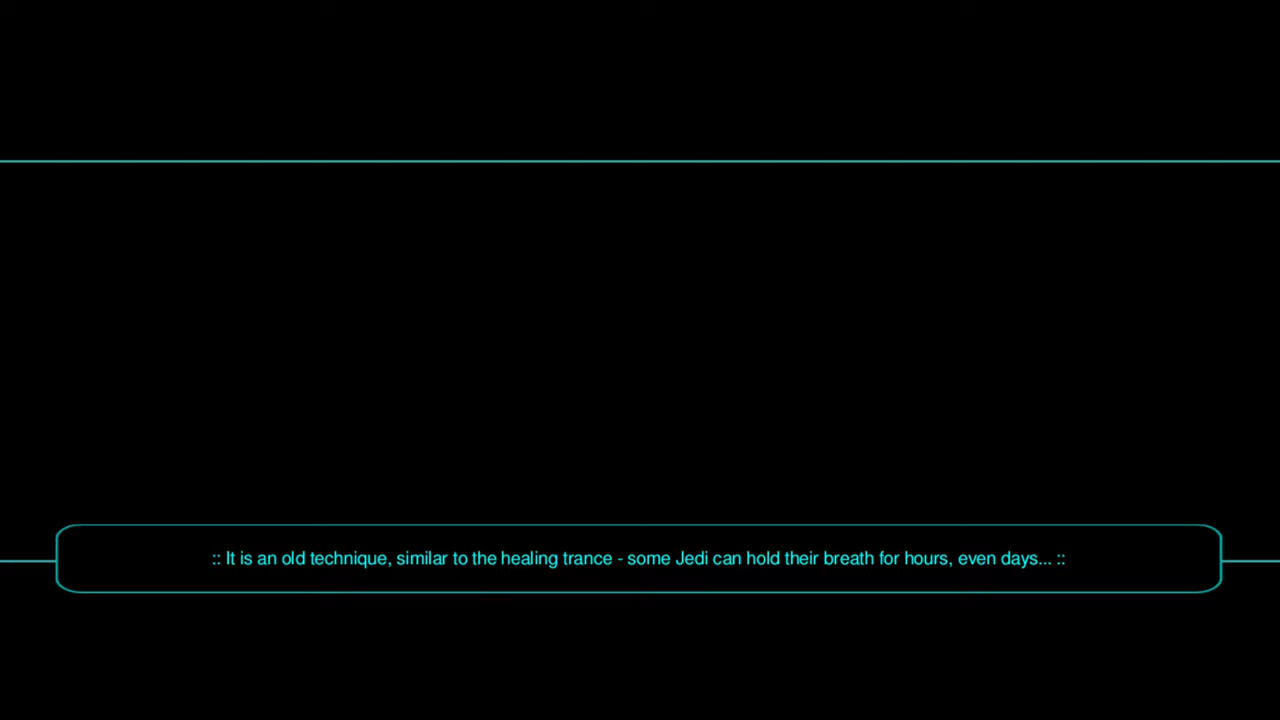 :: It is an old technique, similar to the healing trance - some Jedi can hold their breath for hours, even days... ::